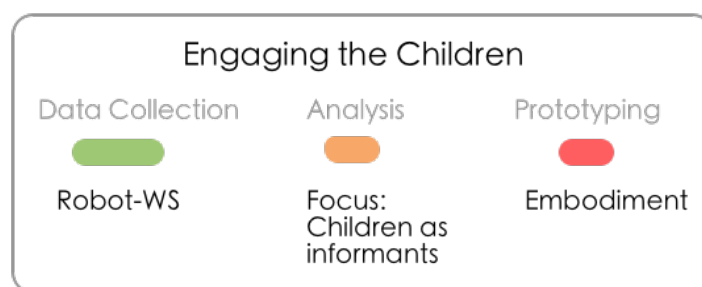 Engaging the Children
Data Collection
Analysis
Prototyping
Robot-WS
Focus:
Children as
informants
Embodiment